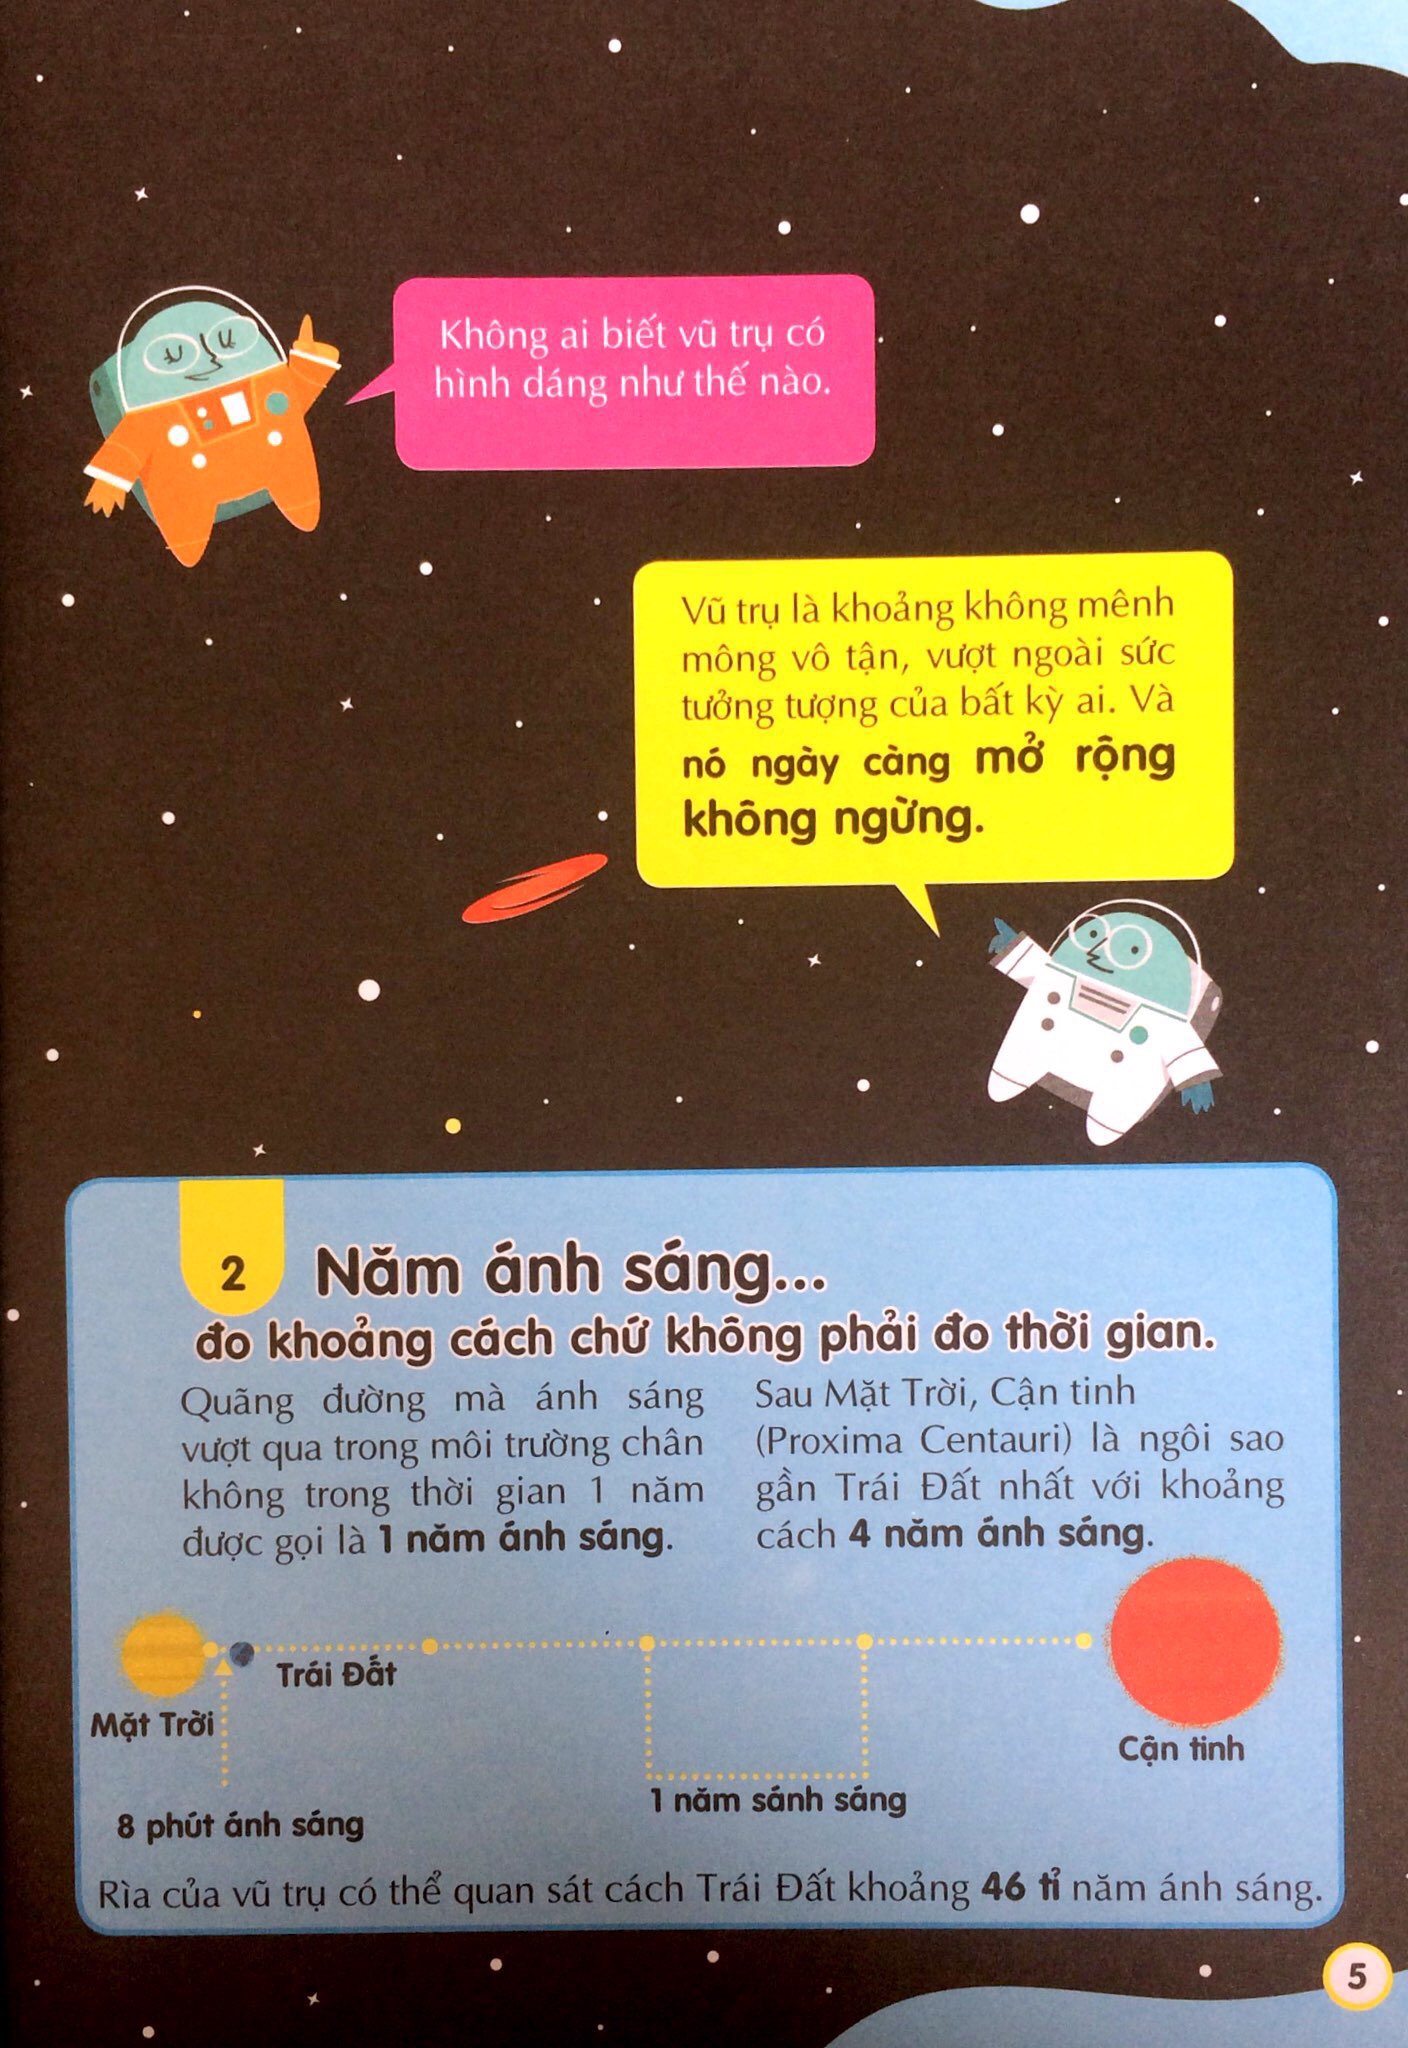 Không ai biết vũ trụ có
hình dáng như thế nào.
Vũ trụ là khoảng không mênh
mông vô tận, vượt ngoài sức
tưởng tượng của bất kỳ ai. Và
nó ngày càng mở rộng
không ngừng.
2
Năm ánh sáng...
đo khoảng cách chứ không phải đo thời gian.
Quãng đường mà ánh sáng
vượt qua trong môi trường chân
không trong thời gian 1 năm
được gọi là 1 năm ánh sáng.
Sau Mặt Trời, Cận tinh
(Proxima Centauri) là ngôi sao
gần Trái Đất nhất với khoảng
cách 4 năm ánh sáng.
Trái Đất
Mặt Trời
Cận tinh
1 năm sánh sáng
8 phút ánh sáng
Rìa của vũ trụ có thể quan sát cách Trái Đất khoảng 46 tỉ năm ánh sáng.
5